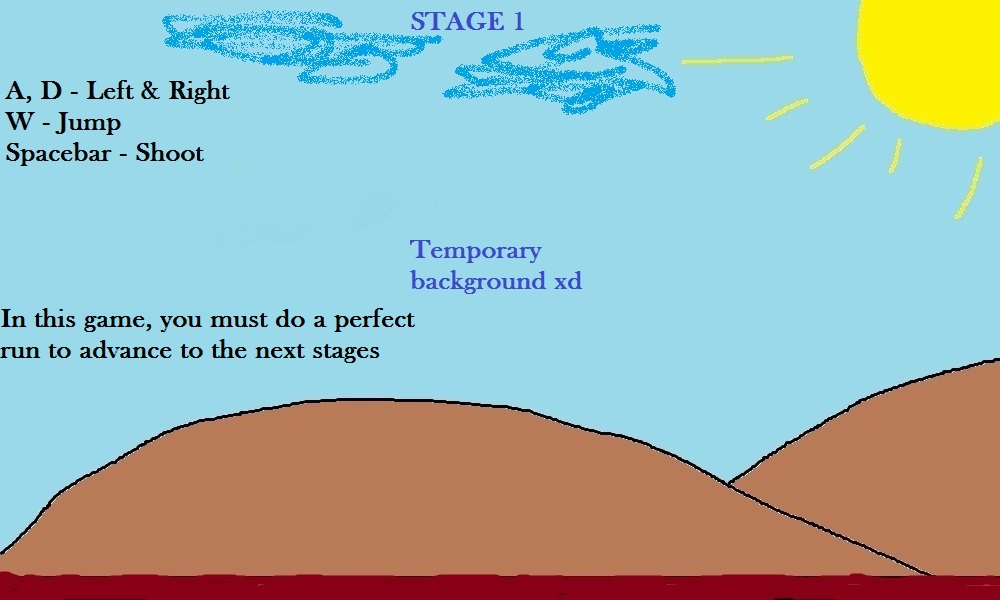 STAGE 1
A, D - Left & Right
W - Jump
Spacebar - Shoot
Temporary
background xd
In this game, you must do a perfect
run to advance to the next stages